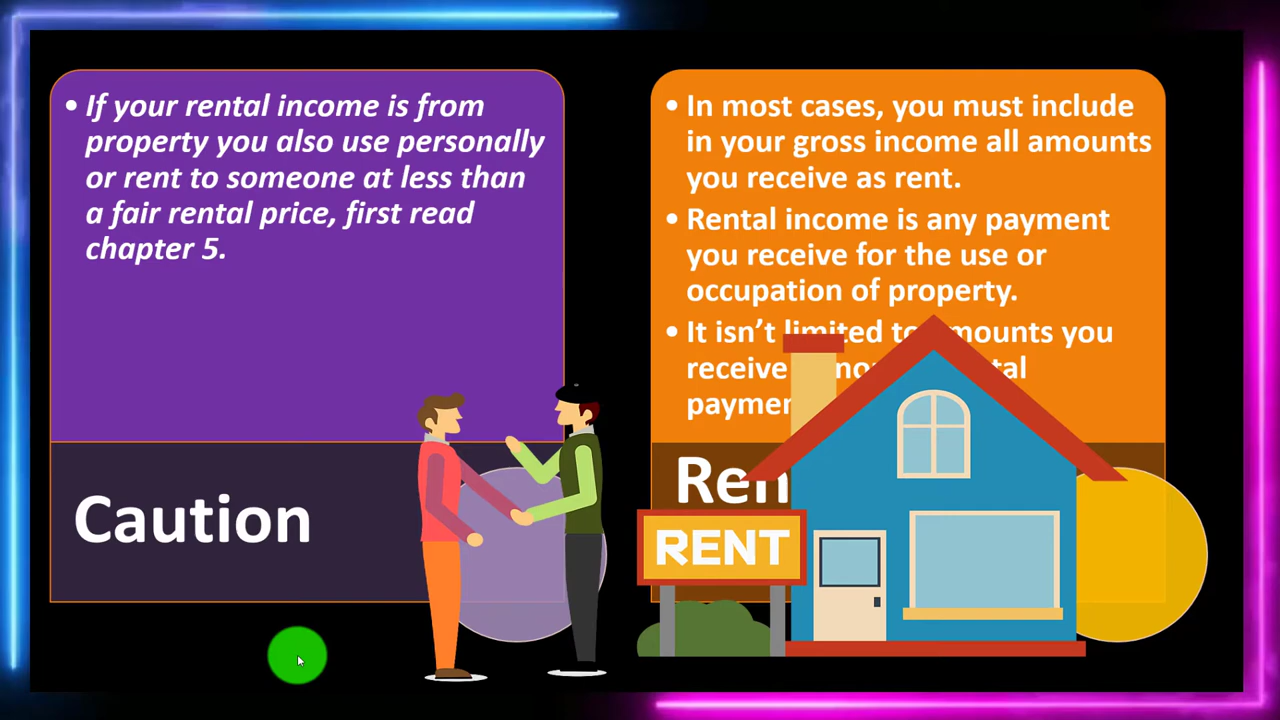 • If your rental income is from
property you also use personally
or rent to someone at less than
a fair rental price, first read
chapter 5.
Caution
• In most cases, you must include
in your gross income all amounts
you receive as rent.
• Rental income is any payment
you receive for the use or
occupation of property.
• It isn't limited to amounts you
receive
RENT